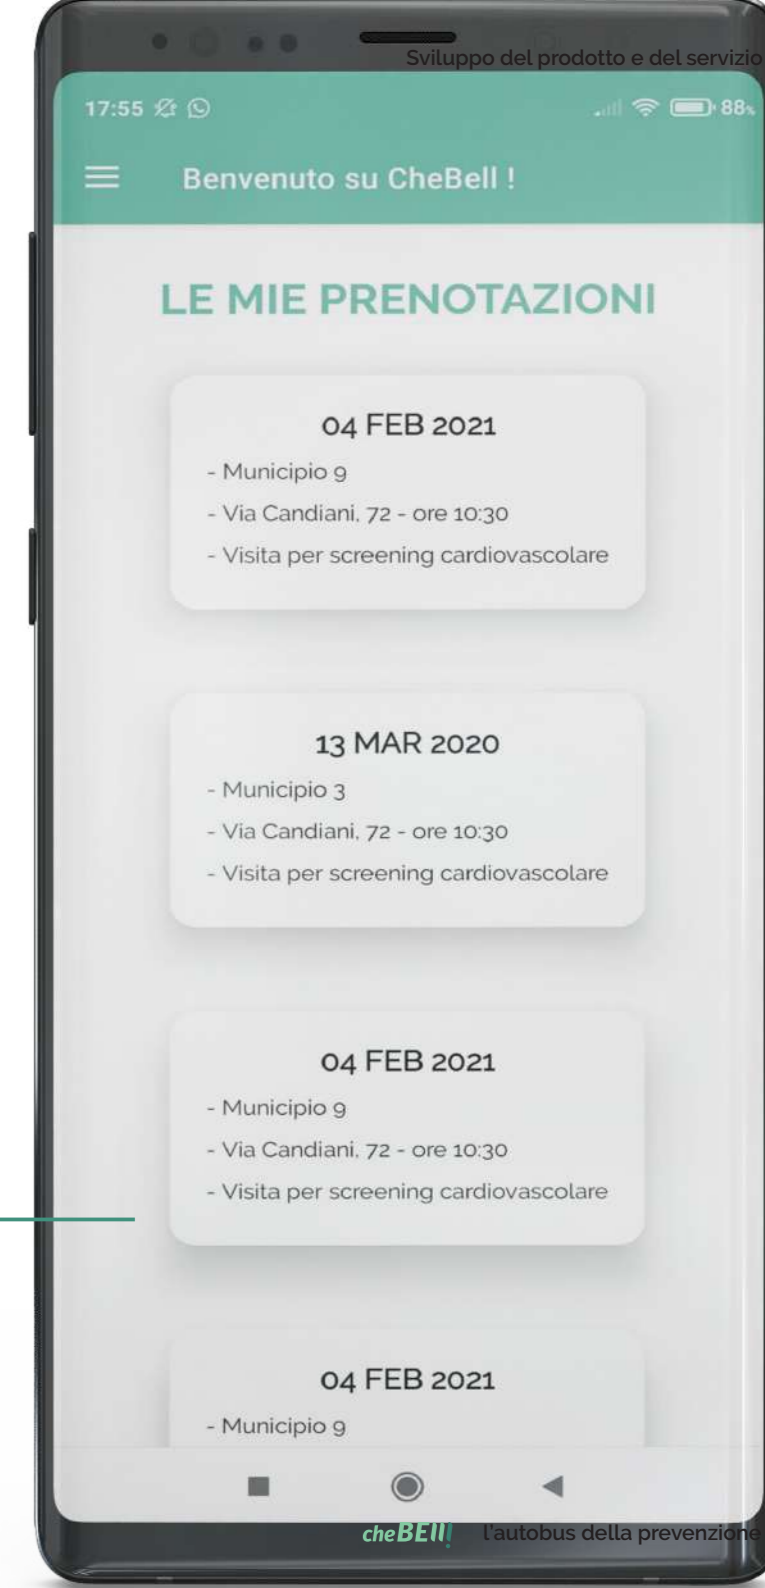 Sviluppo del prodotto e del servizio
17:55 88%
Benvenuto su CheBell !
LE MIE PRENOTAZIONI
04 FEB 2021
- Municipio 9
- Via Candiani, 72 - ore 10:30
- Visita per screening cardiovascolare
13 MAR 2020
- Municipio 3
- Via Candiani, 72 - ore 10:30
- Visita per screening cardiovascolare
04 FEB 2021
- Municipio 9
- Via Candiani, 72 - ore 10:30
- Visita per screening cardiovascolare
04 FEB 2021
- Municipio 9
cheBEll! l'autobus della prevenzione